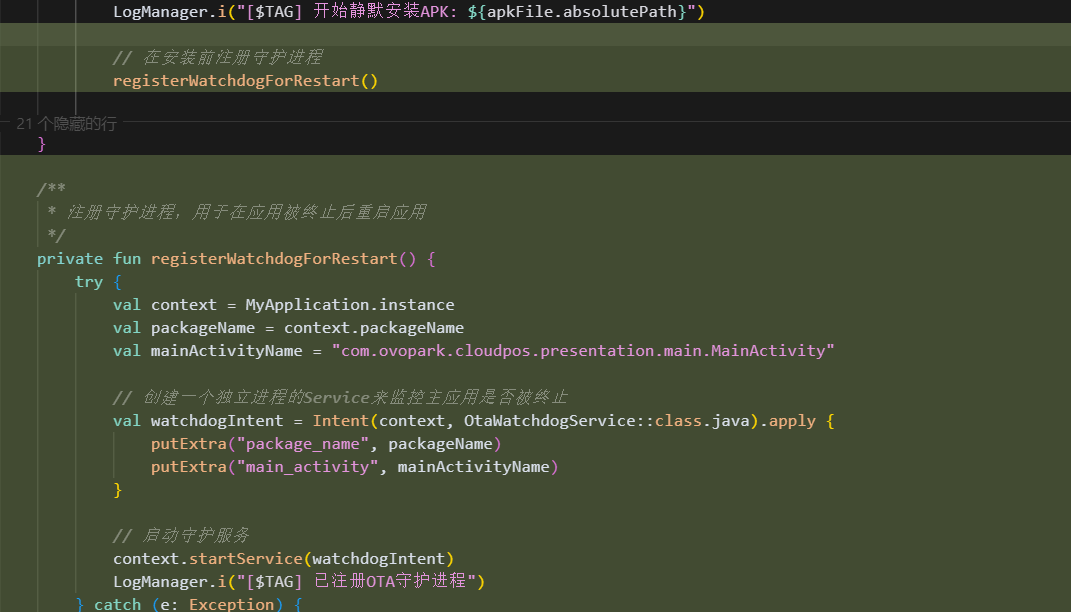 LogManager.i("[$TAG] 开始静默安装APK: ${apkFile.absolutePath}")
// 在安装前注册守护进程
registerWatchdogForRestart()
21 个隐藏的行
}
/**
* 注册守护进程，用于在应用被终止后重启应用
*/
private fun registerWatchdogForRestart() {
try {
val context = MyApplication.instance
val packageName = context.packageName
val mainActivityName = "com.ovopark.cloudpos.presentation.main.MainActivity"
// 创建一个独立进程的Service来监控主应用是否被终止
val watchdogIntent = Intent(context, OtaWatchdogService::class.java).apply {
putExtra("package_name", packageName)
putExtra("main_activity", mainActivityName)
}
// 启动守护服务
context.startService(watchdogIntent)
LogManager.i("[$TAG] 已注册OTA守护进程")
} catch (e: Exception) {